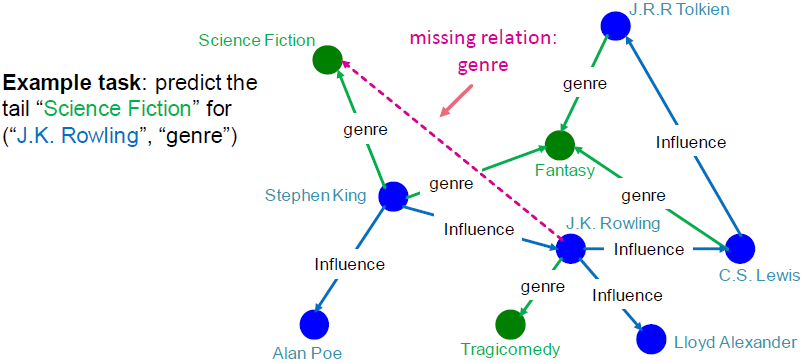 J.R.R Tolkien
Science Fiction
missing relation:
genre
Example task: predict the
tail “Science Fiction” for
(“J.K. Rowling”, “genre”)
genre
genre
Influence
Fantasy
genre
genre
Stephen King
J.K. Rowling
Influence
Influence
C.S. Lewis
Influence
genre
Influence
Alan Poe
Tragicomedy
Lloyd Alexander